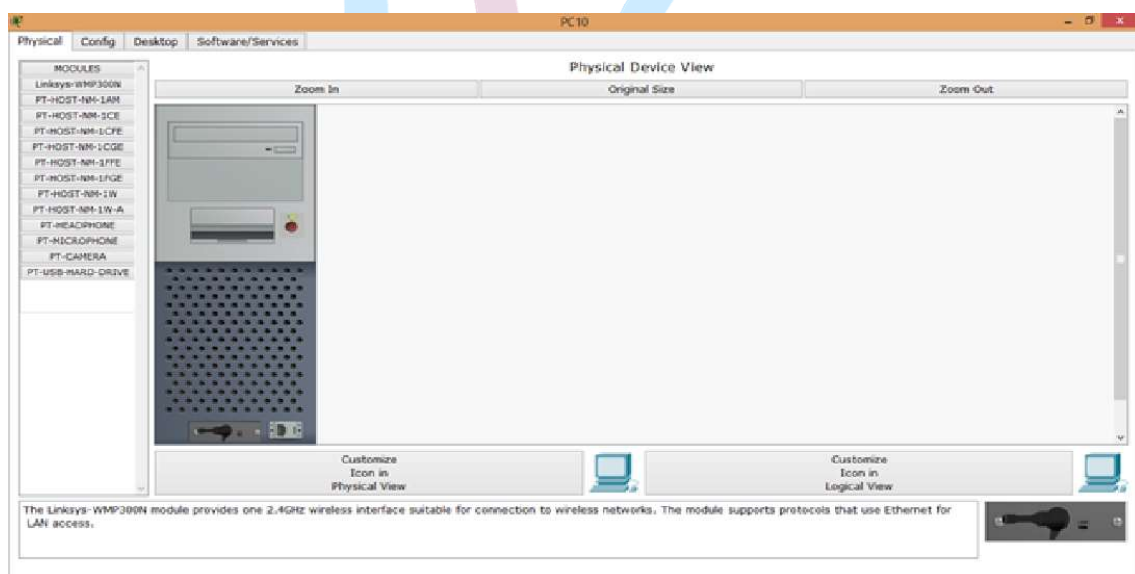 PC10
Physical Config Desktop Software/Services
MODULES
Linksys-WMP300N
PT-HOST-NM-1AM
PT-HOST-NM-1CE
PT-HOST-NM-1CFE
PT-HOST-NM-1CGE
PT-HOST-NM-1FFE
PT-HOST-NM-1FGE
PT-HOST-NM-1W
PT-HOST-NM-1W-A
PT-HEADPHONE
PT-MICROPHONE
PT-CAMERA
PT-USB-HARD-DRIVE
Physical Device View
Zoom In Original Size Zoom Out
Customize
Icon in
Physical View
Customize
Icon in
Logical View
The Linksys-WMP300N module provides one 2.4GHz wireless interface suitable for connection to wireless networks. The module supports protocols that use Ethernet for
LAN access.